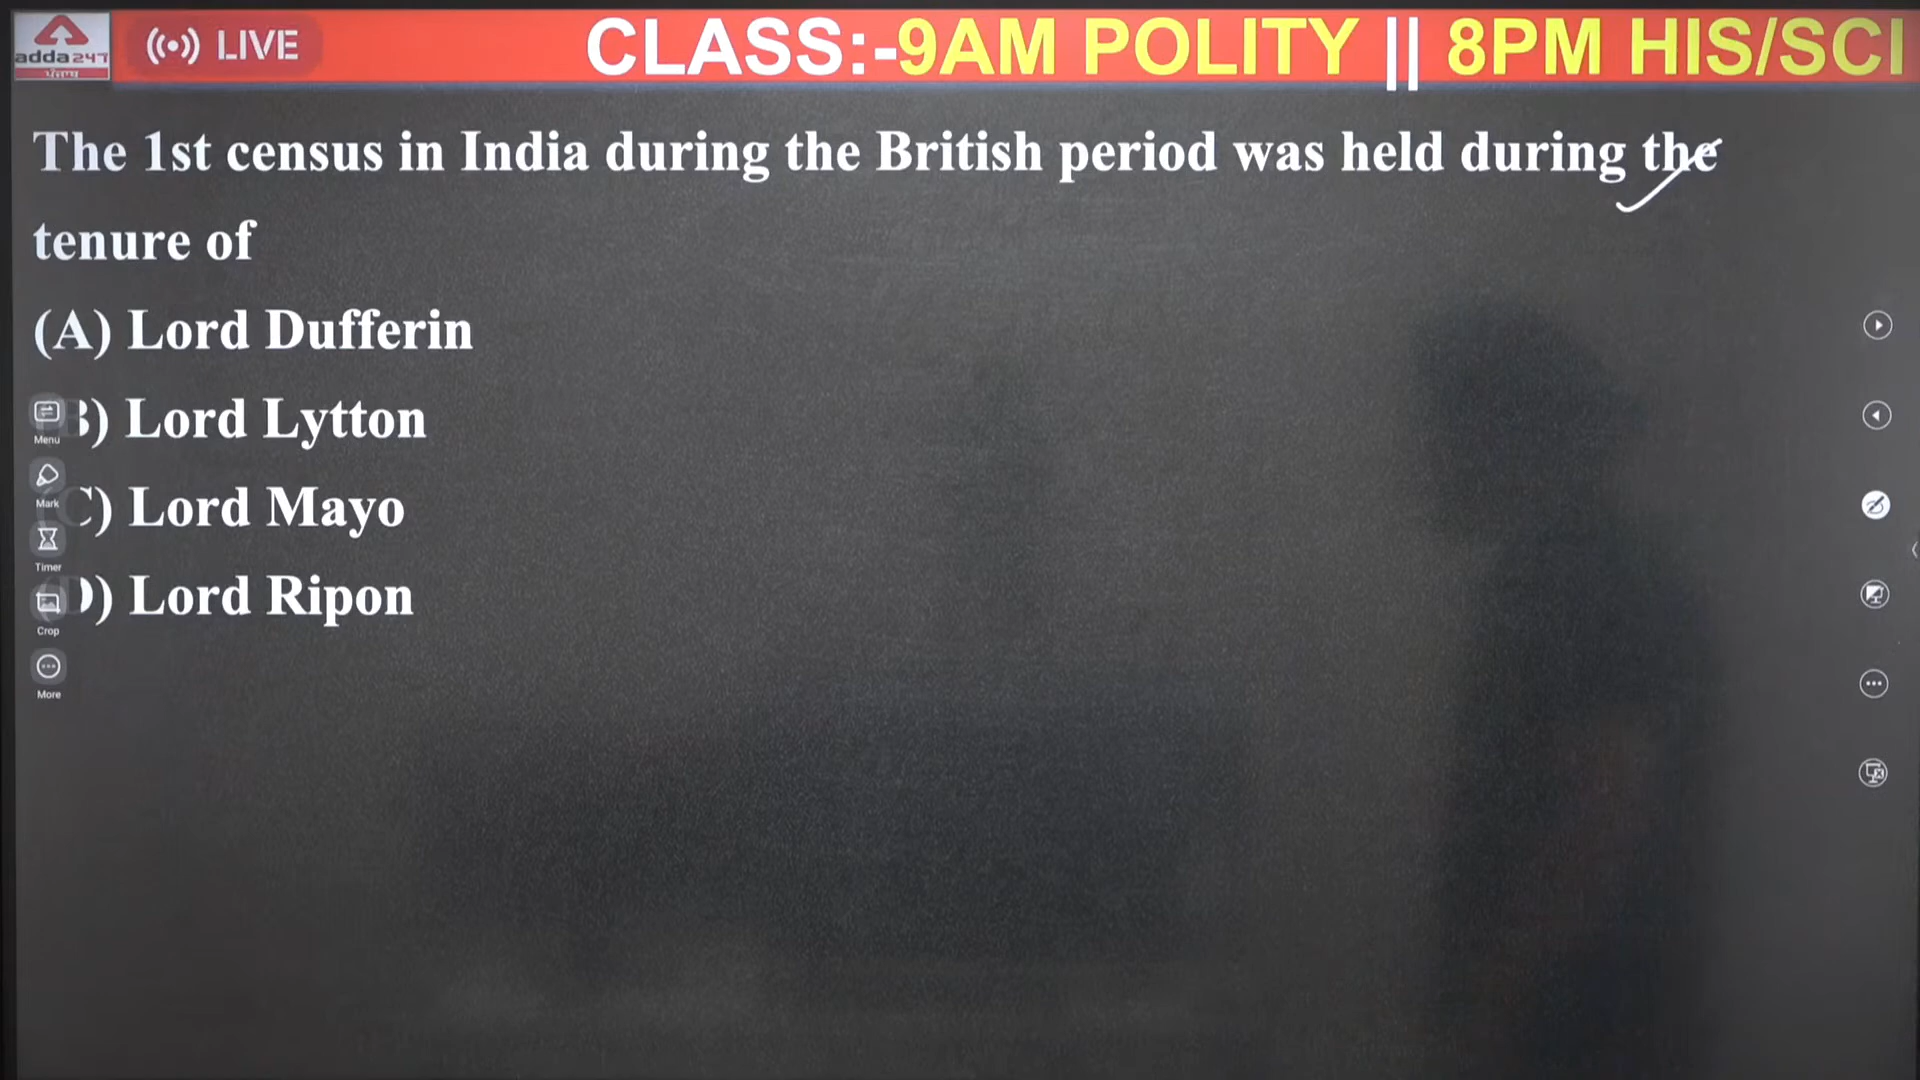 adda247
ਪੰਜਾਬ
LIVE
CLASS:-9AM POLITY || 8PM HIS/SCI
The 1st census in India during the British period was held during the
tenure of
(A) Lord Dufferin
B) Lord Lytton
C) Lord Mayo
D) Lord Ripon
Menu
Mark
Timer
Crop
More